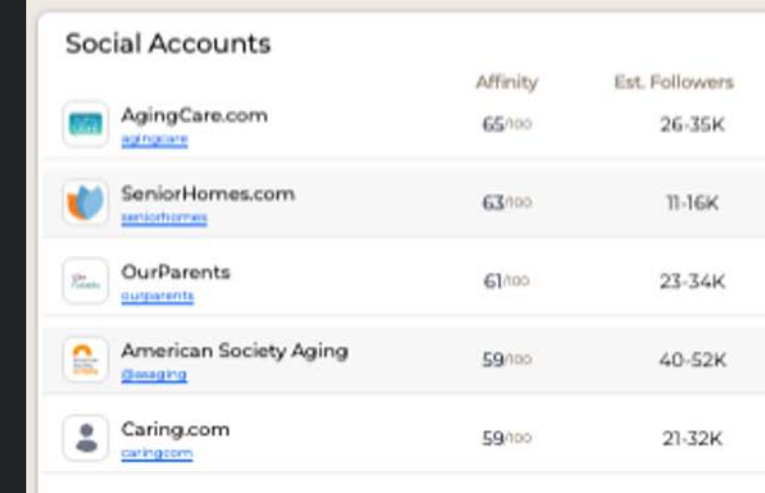 Social Accounts
Affinity Est. Followers
AgingCare.com
agingcare
65/100 26-35K
SeniorHomes.com
seniorhomes
63/100 11-16K
OurParents
ourparents
61/100 23-34K
American Society Aging
@asaging
59/100 40-52K
Caring.com
caringcom
59/100 21-32K